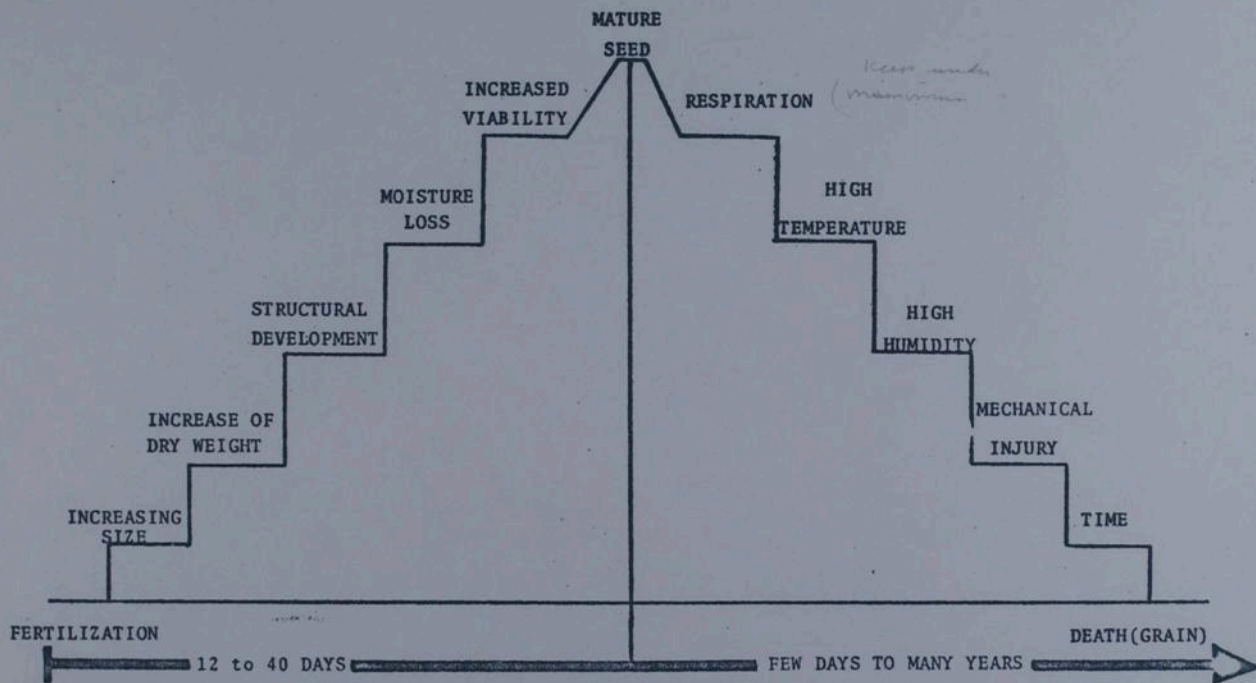 MATURE
SEED
INCREASED
VIABILITY
RESPIRATION
MOISTURE
LOSS
HIGH
TEMPERATURE
STRUCTURAL
DEVELOPMENT
HIGH
HUMIDITY
INCREASE OF
DRY WEIGHT
MECHANICAL
INJURY
INCREASING
SIZE
TIME
FERTILIZATION
DEATH(GRAIN)
12 to 40 DAYS
FEW DAYS TO MANY YEARS